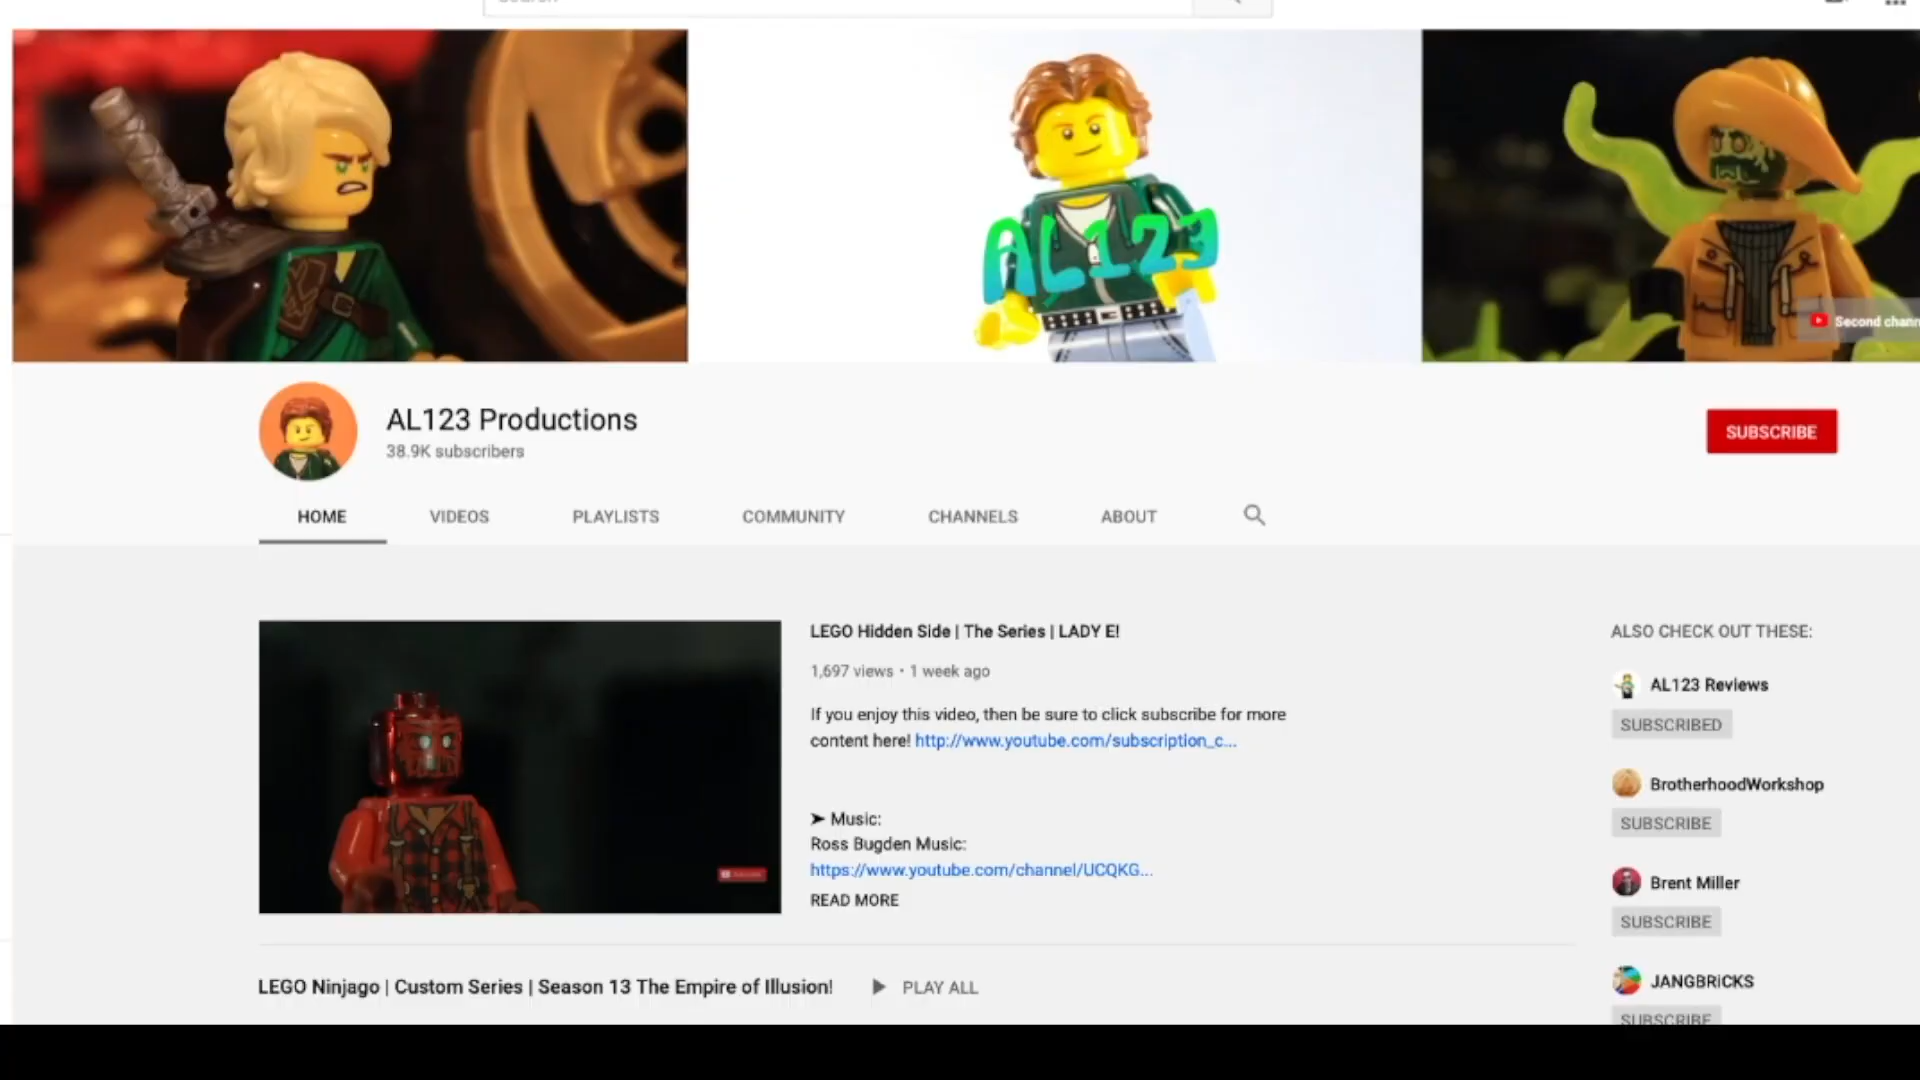 AL123
Second chann
AL123 Productions
38.9K subscribers
SUBSCRIBE
HOME
VIDEOS
PLAYLISTS
COMMUNITY
CHANNELS
ABOUT
LEGO Hidden Side | The Series | LADY E!
1,697 views • 1 week ago
If you enjoy this video, then be sure to click subscribe for more
content here! http://www.youtube.com/subscription_c...
➤ Music:
Ross Bugden Music:
https://www.youtube.com/channel/UCQKG...
READ MORE
ALSO CHECK OUT THESE:
AL123 Reviews
SUBSCRIBED
BrotherhoodWorkshop
SUBSCRIBE
Brent Miller
SUBSCRIBE
JANGBRiCKS
SUBSCRIBE
LEGO Ninjago | Custom Series | Season 13 The Empire of Illusion!
PLAY ALL